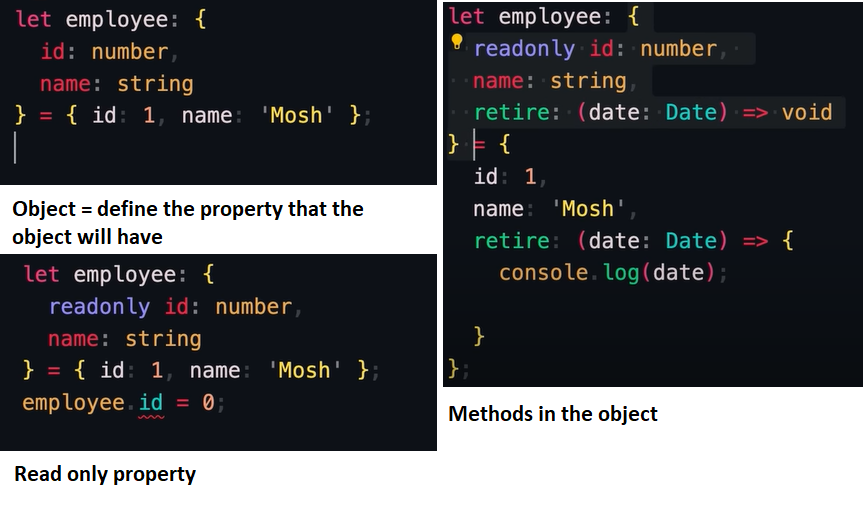 let employee: {
  id: number,
  name: string
} = { id: 1, name: 'Mosh' };
Object = define the property that the
object will have
let employee: {
  readonly id: number,
  name: string
} = { id: 1, name: 'Mosh' };
employee.id = 0;
Read only property
let employee: {
  readonly id: number,
  name: string,
  retire: (date: Date) => void
} = {
  id: 1,
  name: 'Mosh',
  retire: (date: Date) => {
    console.log(date);
  }
};
Methods in the object